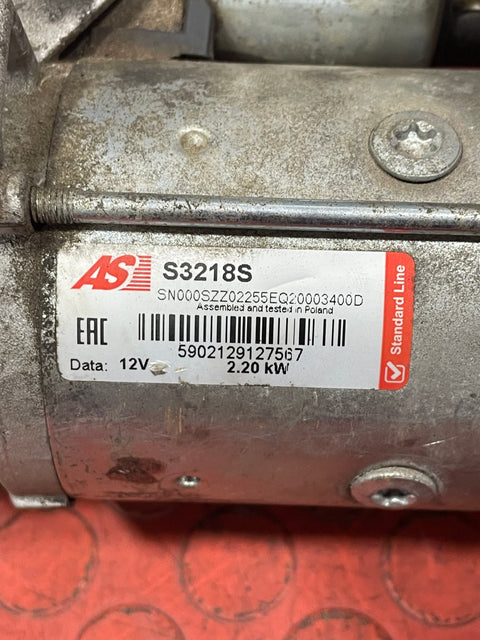 AS S3218S
SN000SZZ02255EQ20003400D
Assembled and tested in Poland
EAC
5902129127567
Data: 12V 2.20 kW
Standard Line